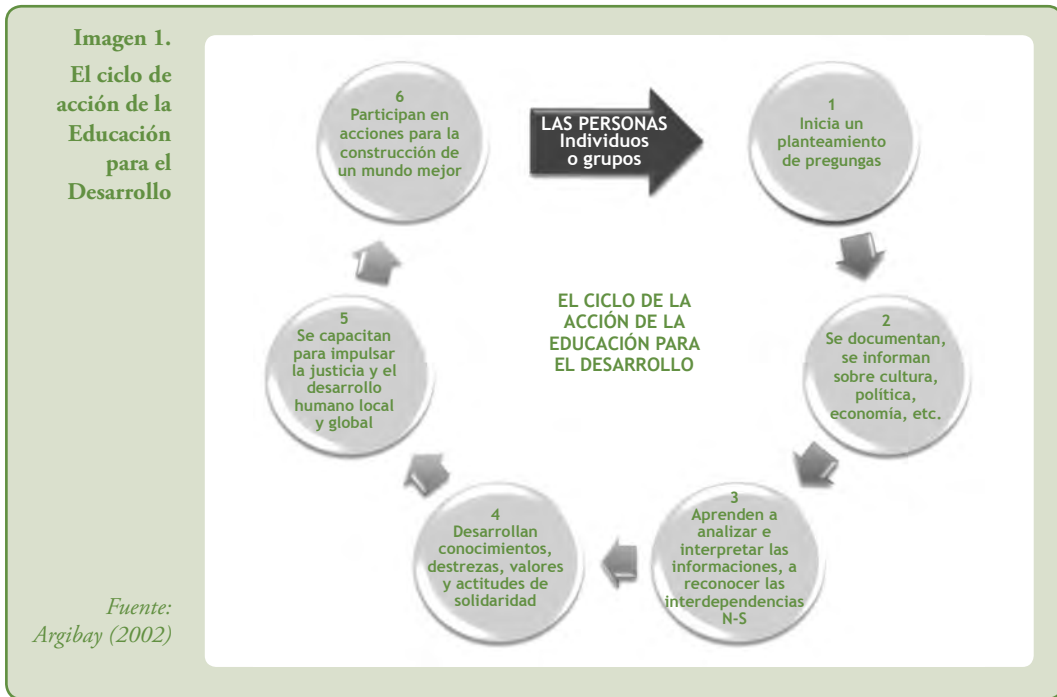 Imagen 1.
El ciclo de
acción de la
Educación
para el
Desarrollo
LAS PERSONAS
Individuos
o grupos
1
Inicia un
planteamiento
de pregungas
2
Se documentan,
se informan
sobre cultura,
política,
economía, etc.
3
Aprenden a
analizar e
interpretar las
informaciones, a
reconocer las
interdependencias
N-S
4
Desarrollan
conocimientos,
destrezas, valores
y actitudes de
solidaridad
5
Se capacitan
para impulsar
la justicia y el
desarrollo
humano local
y global
6
Participan en
acciones para la
construcción de
un mundo mejor
EL CICLO DE LA
ACCIÓN DE LA
EDUCACIÓN PARA
EL DESARROLLO
Fuente:
Argibay (2002)